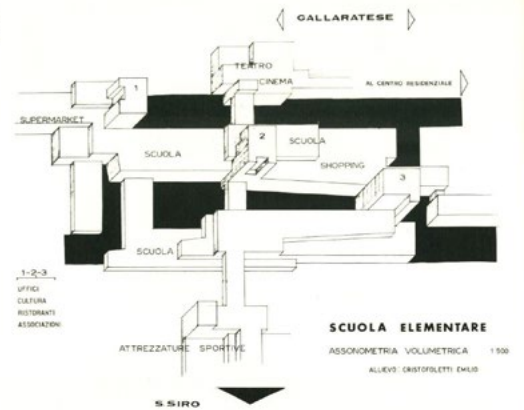 GALLARATESE
TEATRO
CINEMA
AL CENTRO RESIDENZIALE
1
SUPERMARKET
2
SCUOLA
SCUOLA
SHOPPING
3
SCUOLA
1-2-3
UFFICI
CULTURA
RISTORANTI
ASSOCIAZIONI
SCUOLA ELEMENTARE
ASSONOMETRIA VOLUMETRICA 1:500
ALLIEVO: CRISTOFOLETTI EMILIO
ATTREZZATURE SPORTIVE
S.SIRO